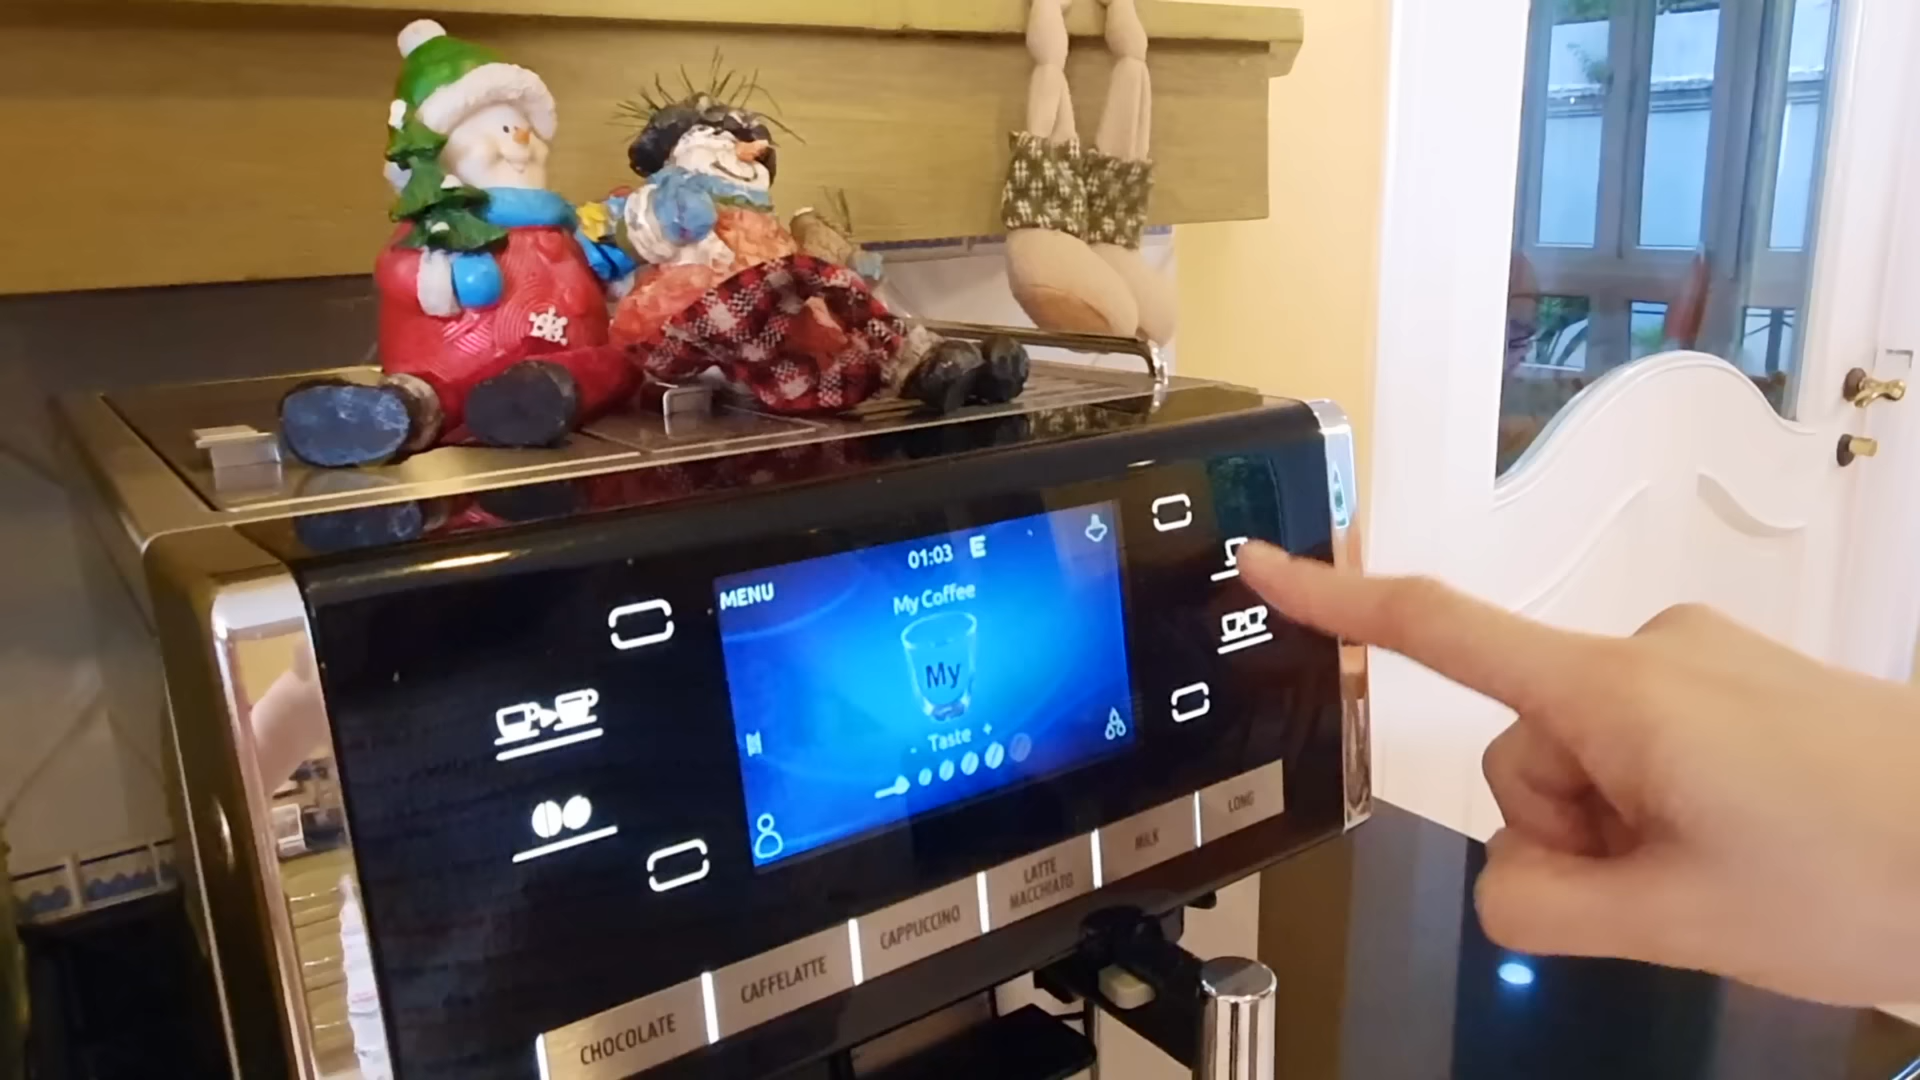 01:03 E
MENU
My Coffee
My
- Taste +
CHOCOLATE
CAFFELATTE
CAPPUCCINO
LATTE
MACCHIATO
MILK
LONG